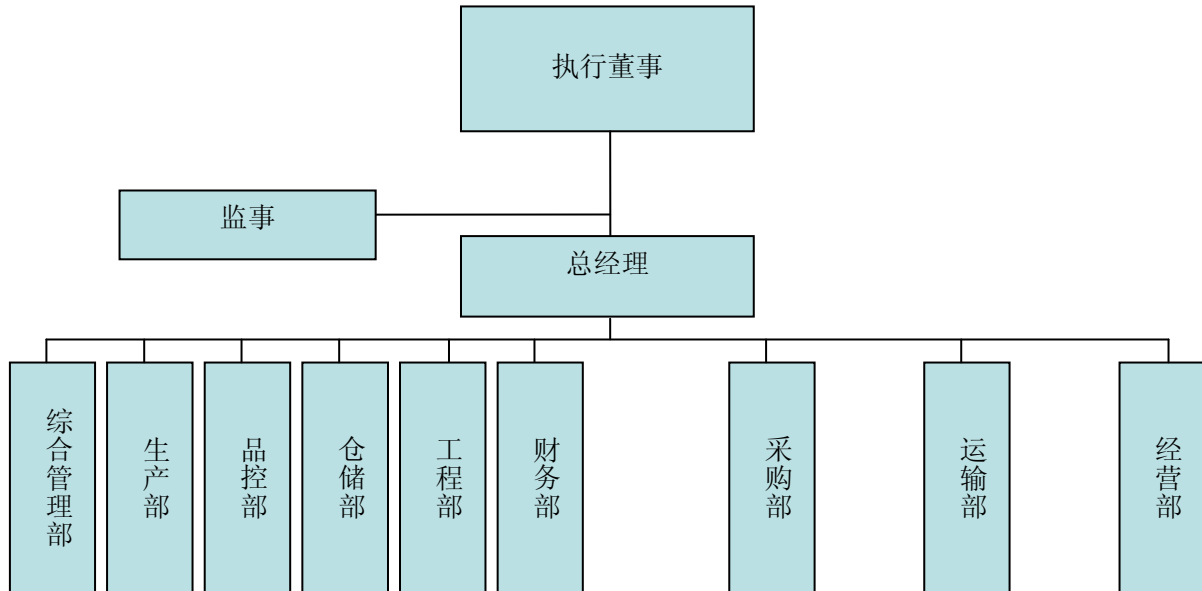 执行董事
监事
总经理
综合管理部
生产部
品控部
仓储部
工程部
财务部
采购部
运输部
经营部